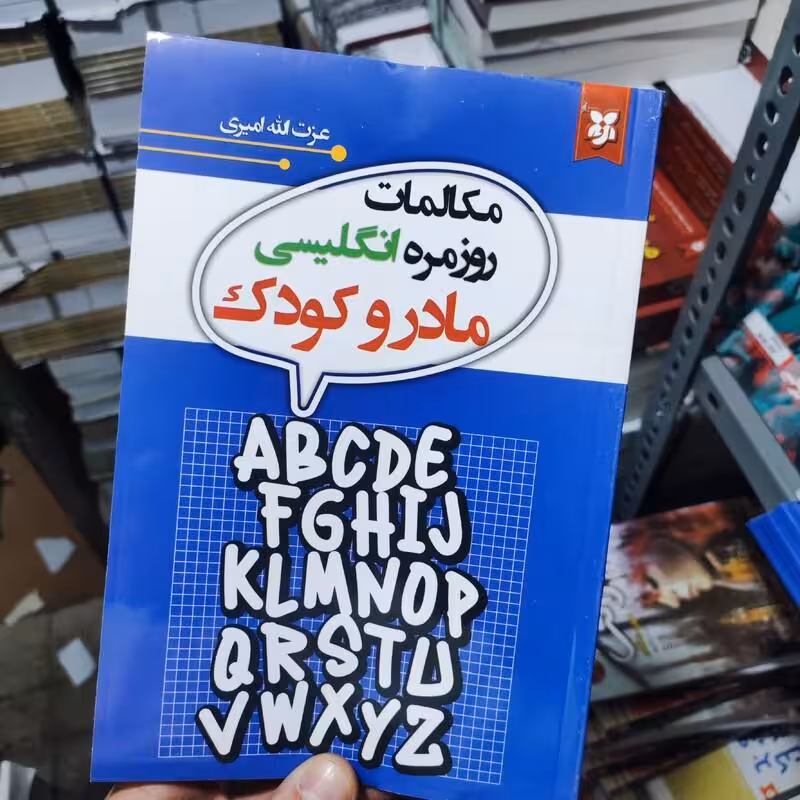 عزت الله امیری
مکالمات
روزمره انگلیسی
مادر و کودک
ABCDE
FGHIJ
KLMNOP
QRSTU
VWXYZ